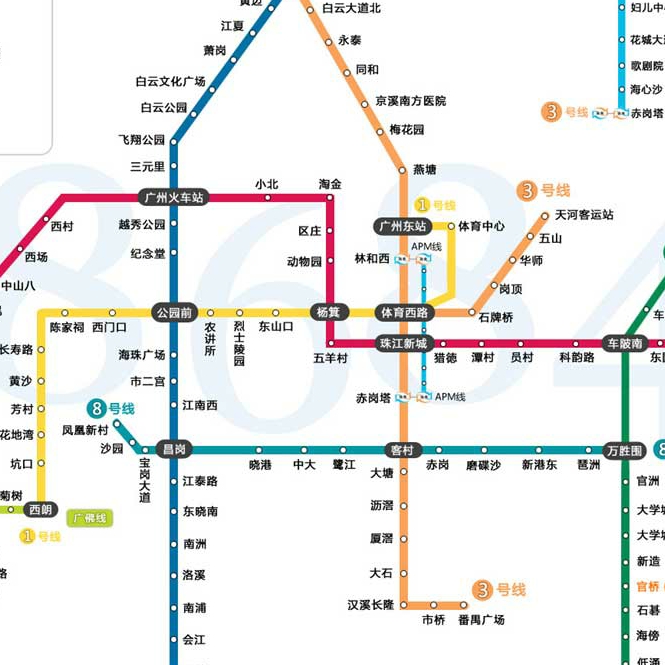 白云大道北
妇儿中
江夏
永泰
花城大
萧岗
同和
歌剧院
白云文化广场
京溪南方医院
海心沙
白云公园
③号线
赤岗塔
梅花园
飞翔公园
三元里
燕塘
小北
淘金
③号线
广州火车站
①号线
天河客运站
西村
越秀公园
区庄
广州东站
体育中心
五山
APM线
西场
纪念堂
动物园
林和西
华师
中山八
岗顶
公园前
杨箕
体育西路
石牌桥
车
陈家祠
西门口
农讲所
烈士陵园
东山口
长寿路
海珠广场
五羊村
珠江新城
猎德
潭村
员村
科韵路
车陂南
东
黄沙
市二宫
赤岗塔
APM线
芳村
江南西
⑧号线
花地湾
凤凰新村
沙园
昌岗
客村
万胜围
8
坑口
宝岗大道
晓港
中大
鹭江
赤岗
磨碟沙
新港东
琶洲
大塘
江泰路
官洲
菊树
西朗
广佛线
东晓南
沥滘
大学
①号线
大学
南洲
厦滘
新造
路
洛溪
大石
官桥
③号线
南浦
汉溪长隆
石碁
市桥
番禺广场
会江
海傍
8684